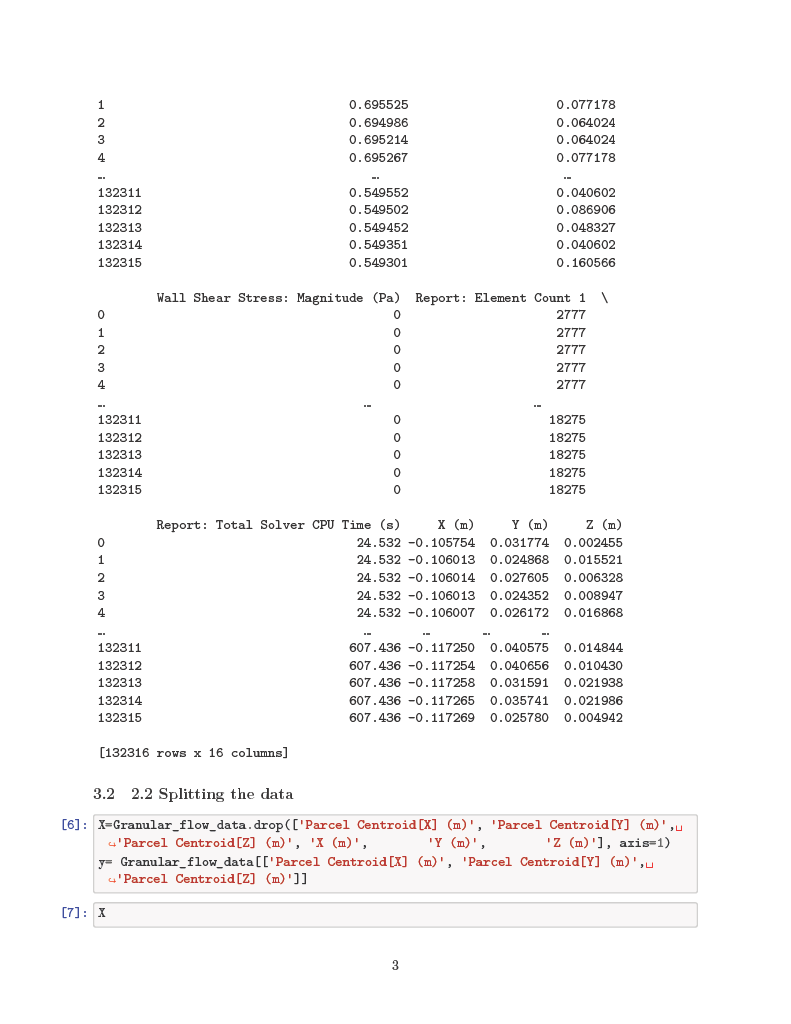 1 0.695525 0.077178
2 0.694986 0.064024
3 0.695214 0.064024
4 0.695267 0.077178
… … …
132311 0.549552 0.040602
132312 0.549502 0.086906
132313 0.549452 0.048327
132314 0.549351 0.040602
132315 0.549301 0.160566
Wall Shear Stress: Magnitude (Pa) Report: Element Count 1 \
0 0 2777
1 0 2777
2 0 2777
3 0 2777
4 0 2777
… … …
132311 0 18275
132312 0 18275
132313 0 18275
132314 0 18275
132315 0 18275
Report: Total Solver CPU Time (s) X (m) Y (m) Z (m)
0 24.532 -0.105754 0.031774 0.002455
1 24.532 -0.106013 0.024868 0.015521
2 24.532 -0.106014 0.027605 0.006328
3 24.532 -0.106013 0.024352 0.008947
4 24.532 -0.106007 0.026172 0.016868
… … … … …
132311 607.436 -0.117250 0.040575 0.014844
132312 607.436 -0.117254 0.040656 0.010430
132313 607.436 -0.117258 0.031591 0.021938
132314 607.436 -0.117265 0.035741 0.021986
132315 607.436 -0.117269 0.025780 0.004942
[132316 rows x 16 columns]
3.2 2.2 Splitting the data
[6]: X=Granular_flow_data.drop(['Parcel Centroid[X] (m)', 'Parcel Centroid[Y] (m)',␣
↪'Parcel Centroid[Z] (m)', 'X (m)', 'Y (m)', 'Z (m)'], axis=1)
y= Granular_flow_data[['Parcel Centroid[X] (m)', 'Parcel Centroid[Y] (m)',␣
↪'Parcel Centroid[Z] (m)']]
[7]: X
3